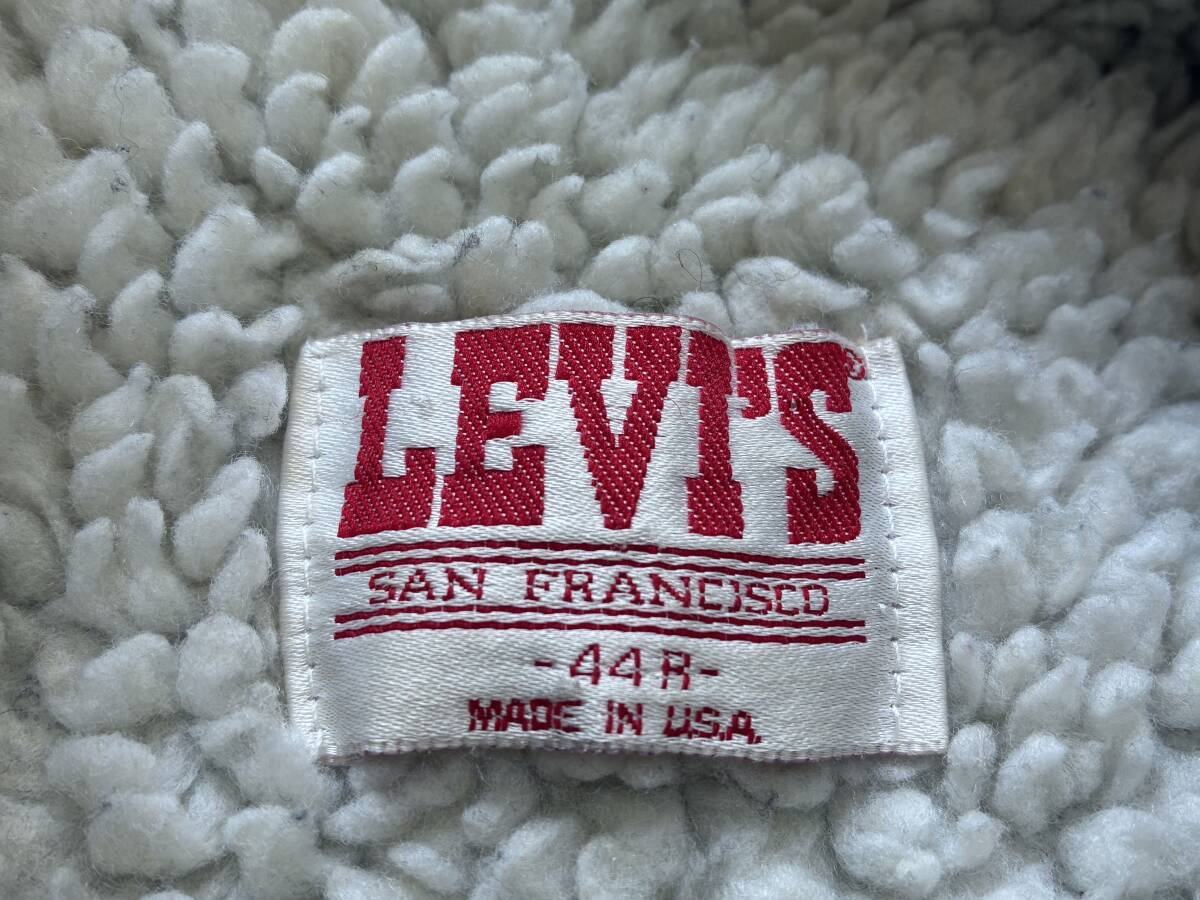 LEVI'S®
SAN FRANCISCO
-44R-
MADE IN U.S.A.